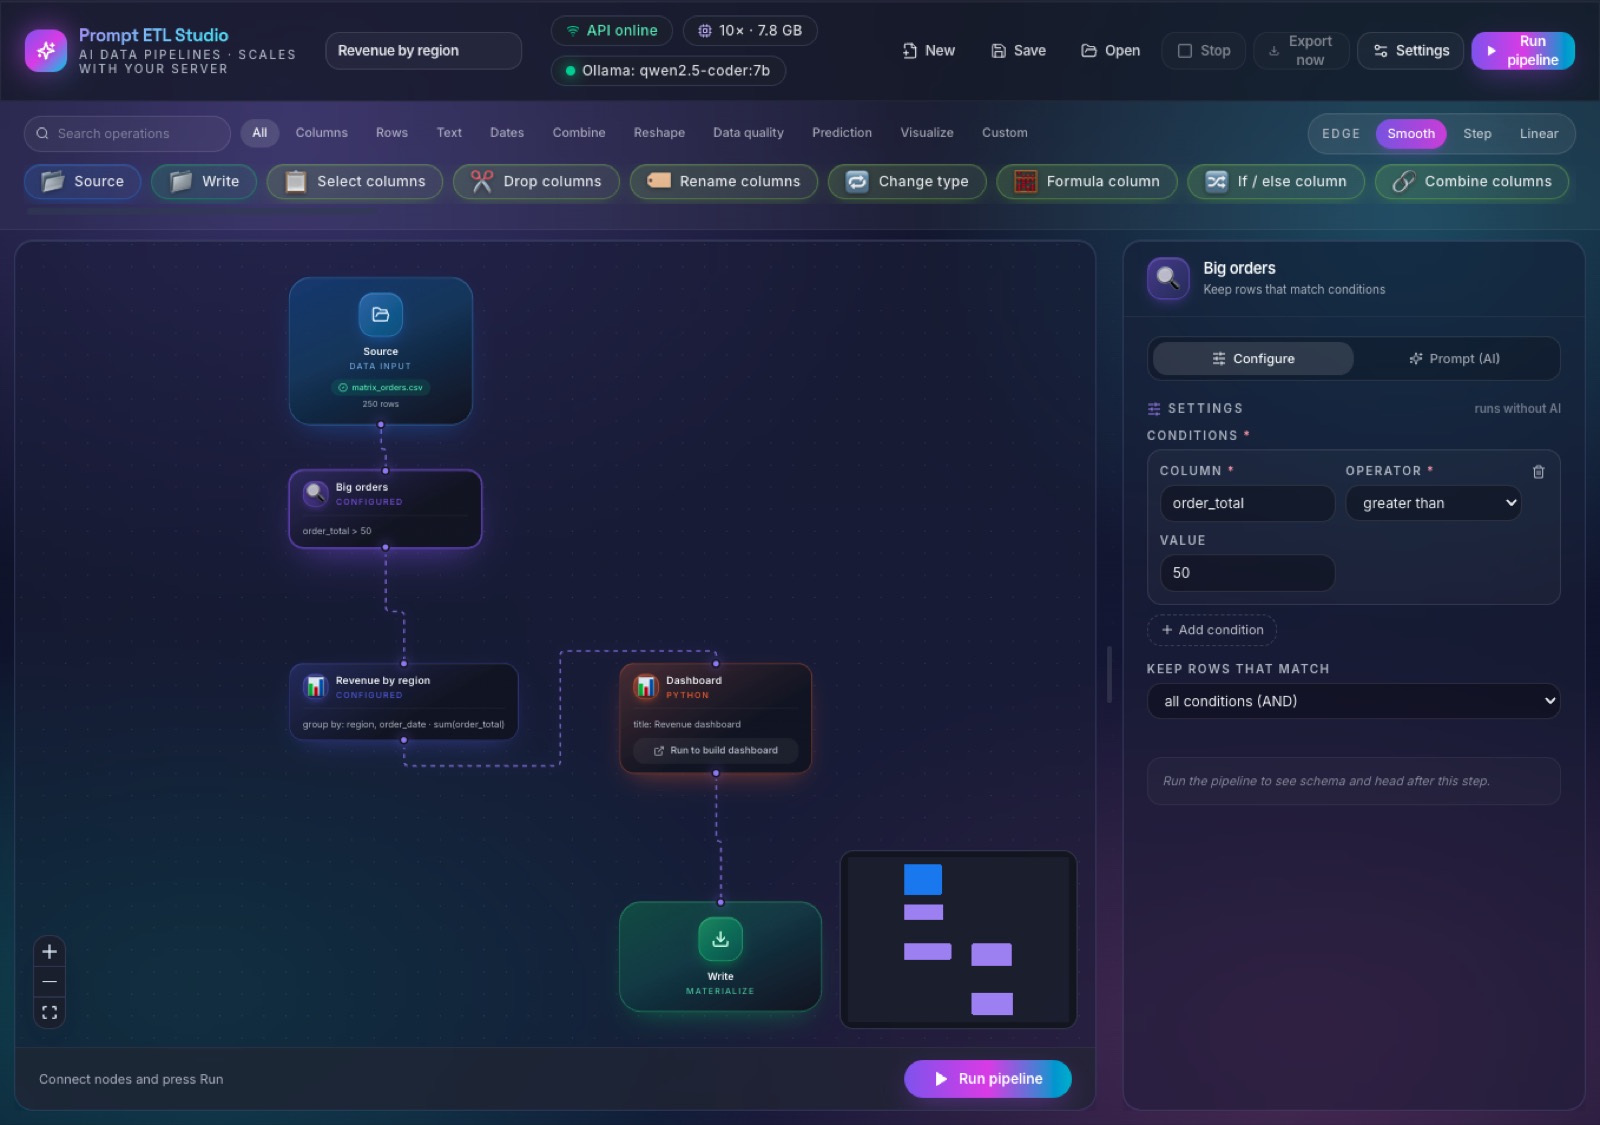 Prompt ETL Studio
AI DATA PIPELINES · SCALES
WITH YOUR SERVER
Revenue by region
API online
10× · 7.8 GB
Ollama: qwen2.5-coder:7b
New
Save
Open
Stop
Export
now
Settings
Run
pipeline
Search operations
All
Columns
Rows
Text
Dates
Combine
Reshape
Data quality
Prediction
Visualize
Custom
EDGE
Smooth
Step
Linear
Source
Write
Select columns
Drop columns
Rename columns
Change type
Formula column
If / else column
Combine columns
Source
DATA INPUT
matrix_orders.csv
250 rows
Big orders
CONFIGURED
order_total > 50
Revenue by region
CONFIGURED
group by: region, order_date · sum(order_total)
Dashboard
PYTHON
title: Revenue dashboard
Run to build dashboard
Write
MATERIALIZE
Connect nodes and press Run
Run pipeline
Big orders
Keep rows that match conditions
Configure
Prompt (AI)
SETTINGS
runs without AI
CONDITIONS *
COLUMN *
OPERATOR *
order_total
greater than
VALUE
50
+ Add condition
KEEP ROWS THAT MATCH
all conditions (AND)
Run the pipeline to see schema and head after this step.